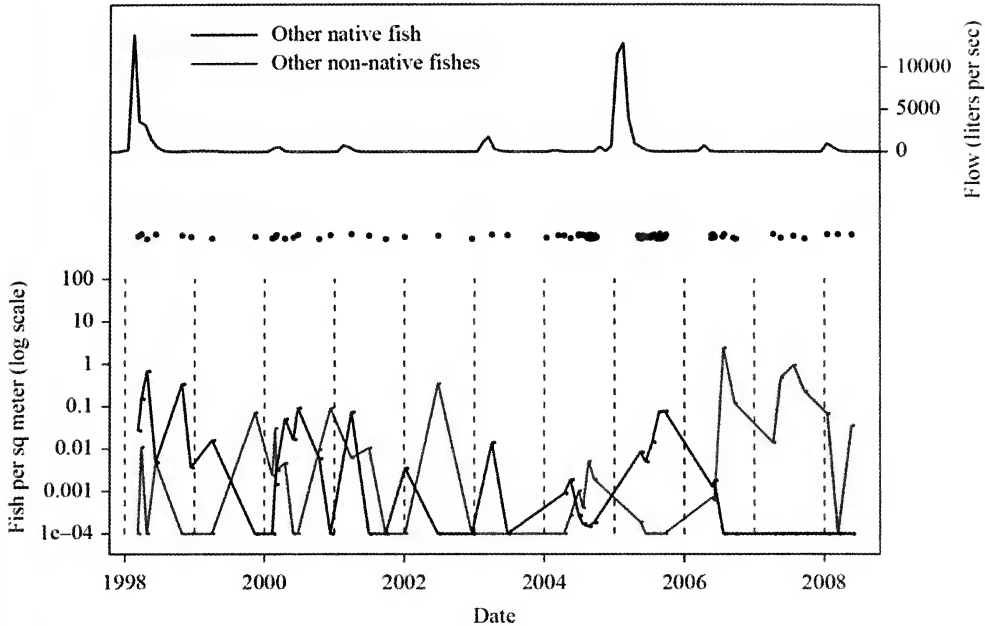 Other native fish
Other non-native fishes
10000
5000
0
Flow (liters per sec)
100
10
1
0.1
0.01
0.001
1e−04
Fish per sq meter (log scale)
1998
2000
2002
2004
2006
2008
Date